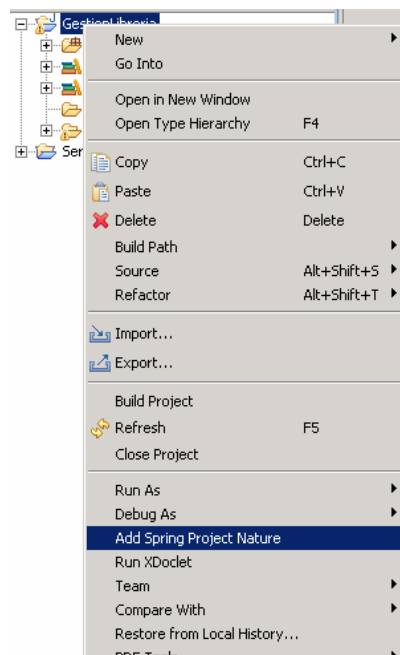 GestionLibreria
New
Go Into
Open in New Window
Open Type Hierarchy F4
Ser
Copy Ctrl+C
Paste Ctrl+V
Delete Delete
Build Path
Source Alt+Shift+S
Refactor Alt+Shift+T
Import...
Export...
Build Project
Refresh F5
Close Project
Run As
Debug As
Add Spring Project Nature
Run XDoclet
Team
Compare With
Restore from Local History...
PDE Tools